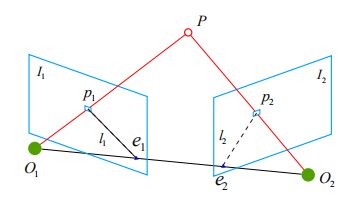 P
I₁
I₂
p₁
p₂
l₁
l₂
e₁
e₂
O₁
O₂